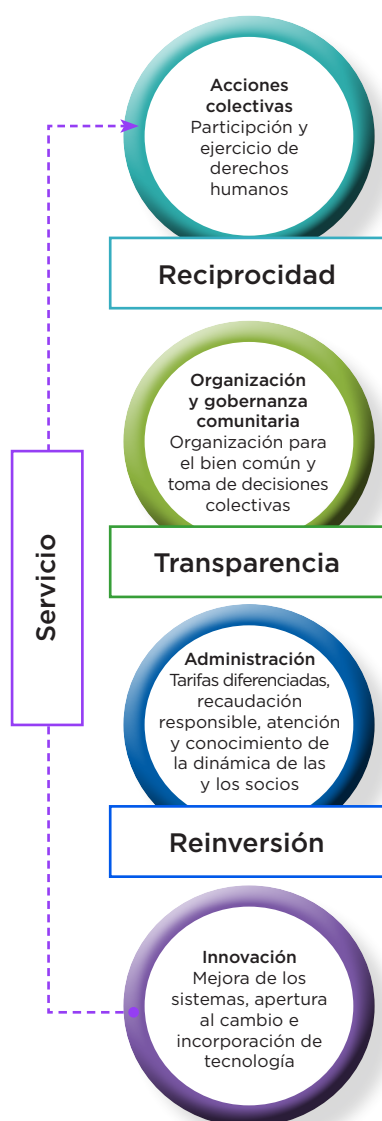 Acciones
colectivas
Participción y
ejercicio de
derechos
humanos
Reciprocidad
Organización
y gobernanza
comunitaria
Organización para
el bien común y
toma de decisiones
colectivas
Transparencia
Servicio
Administración
Tarifas diferenciadas,
recaudación
responsible, atención
y conocimiento de
la dinámica de las
y los socios
Reinversión
Innovación
Mejora de los
sistemas, apertura
al cambio e
incorporación de
tecnología